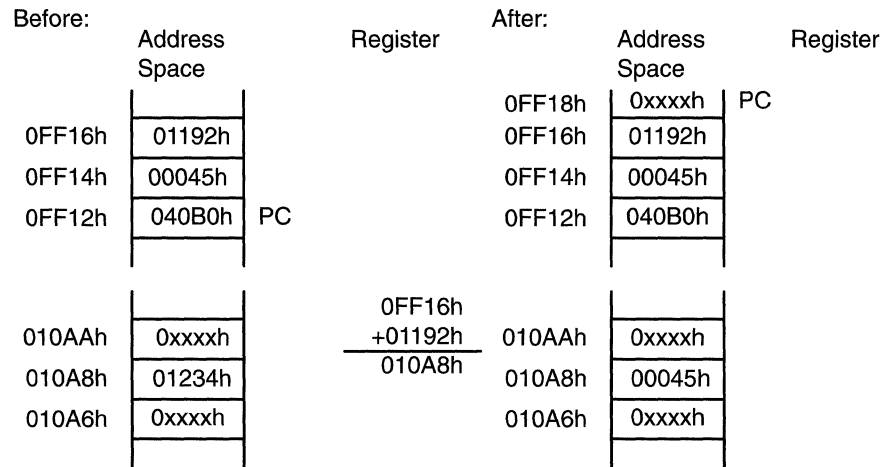 Before:
Address
Space
Register
0FF16h 01192h
0FF14h 00045h
0FF12h 040B0h PC
010AAh 0xxxxh
010A8h 01234h
010A6h 0xxxxh
0FF16h
+01192h
010A8h
After:
Address
Space
Register
0FF18h 0xxxxh PC
0FF16h 01192h
0FF14h 00045h
0FF12h 040B0h
010AAh 0xxxxh
010A8h 00045h
010A6h 0xxxxh